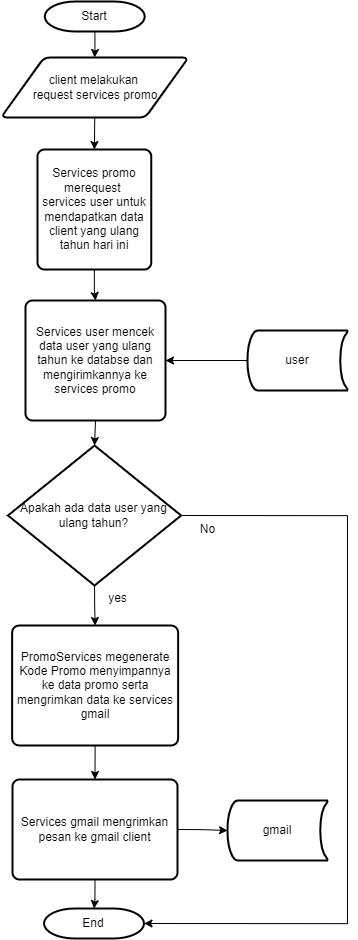 Start
client melakukan
request services promo
Services promo
merequest
services user untuk
mendapatkan data
client yang ulang
tahun hari ini
Services user mencek
data user yang ulang
tahun ke databse dan
mengirimkannya ke
services promo
user
Apakah ada data user yang
ulang tahun?
No
yes
PromoServices megenerate
Kode Promo menyimpannya
ke data promo serta
mengrimkan data ke services
gmail
Services gmail mengrimkan
pesan ke gmail client
gmail
End